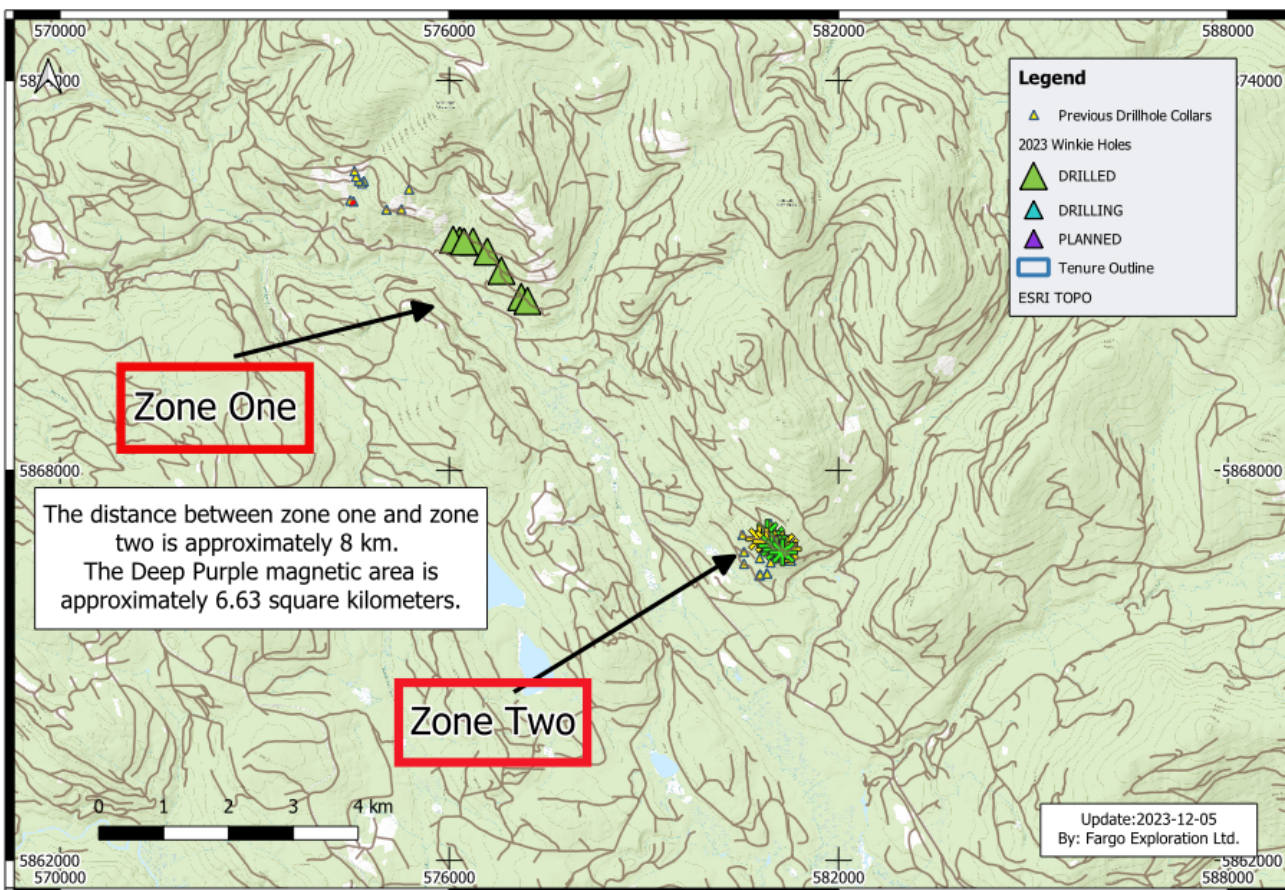 570000
576000
582000
588000
5874000
5874000
Legend
Previous Drillhole Collars
2023 Winkie Holes
DRILLED
DRILLING
PLANNED
Tenure Outline
ESRI TOPO
Zone One
5868000
5868000
The distance between zone one and zone
two is approximately 8 km.
The Deep Purple magnetic area is
approximately 6.63 square kilometers.
Zone Two
0 1 2 3 4 km
Update:2023-12-05
By: Fargo Exploration Ltd.
5862000
5862000
570000
576000
582000
588000